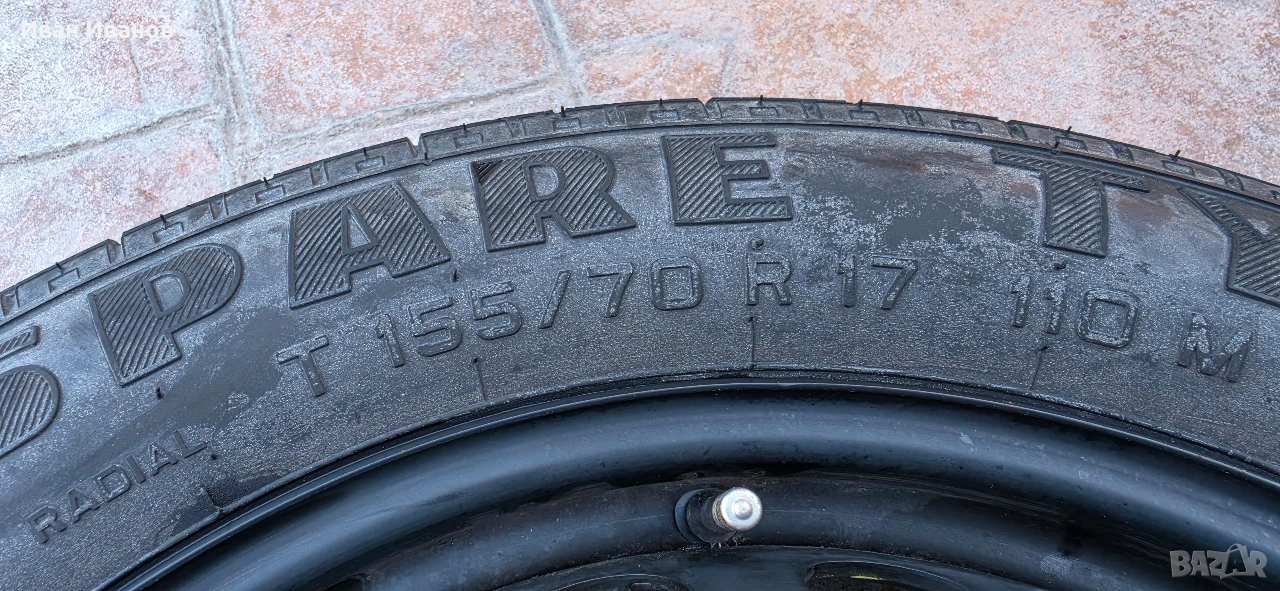 Иван Иванов
SPARE TY
T 155/70 R 17 110 M
RADIAL
BAZAR